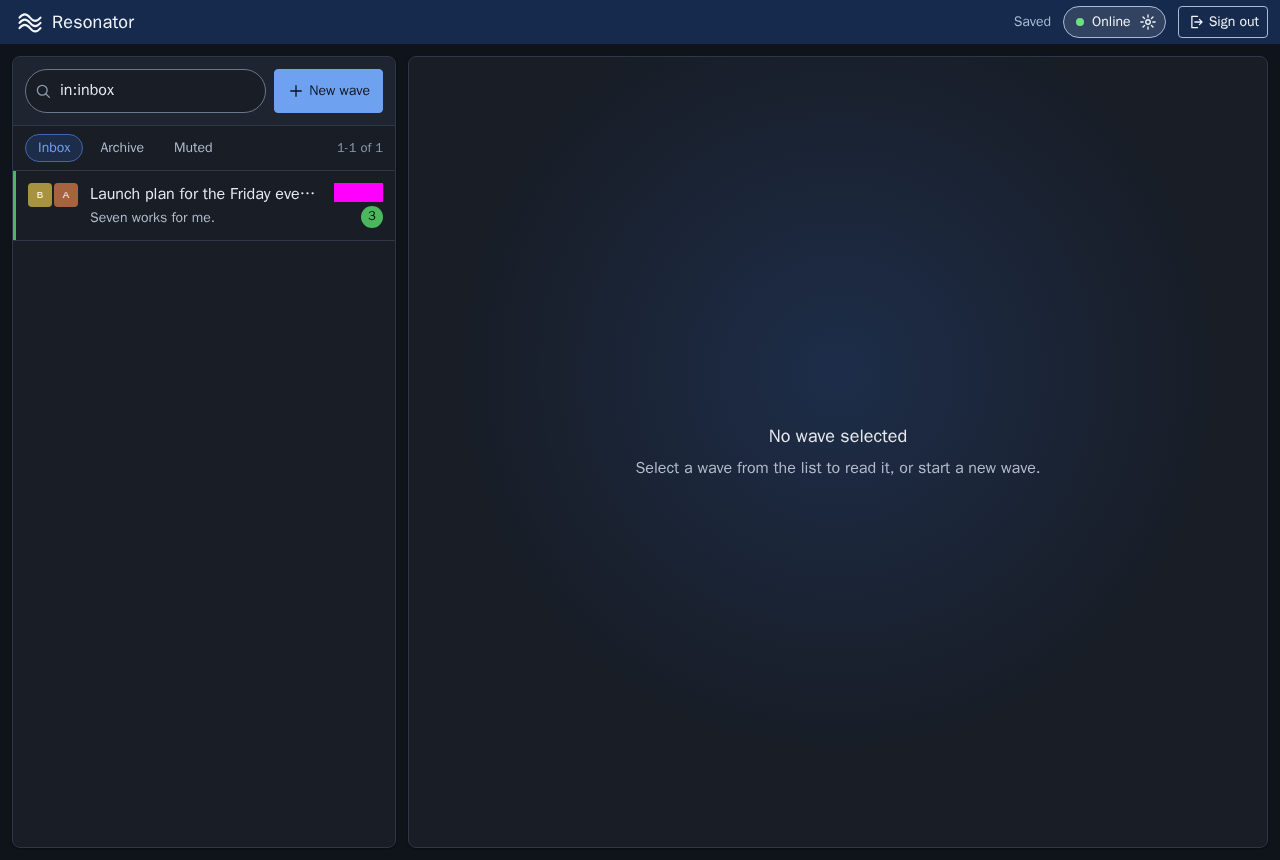 Resonator
Saved
Online
Sign out
in:inbox
New wave
Inbox
Archive
Muted
1-1 of 1
B
A
Launch plan for the Friday eve···
Seven works for me.
3
No wave selected
Select a wave from the list to read it, or start a new wave.